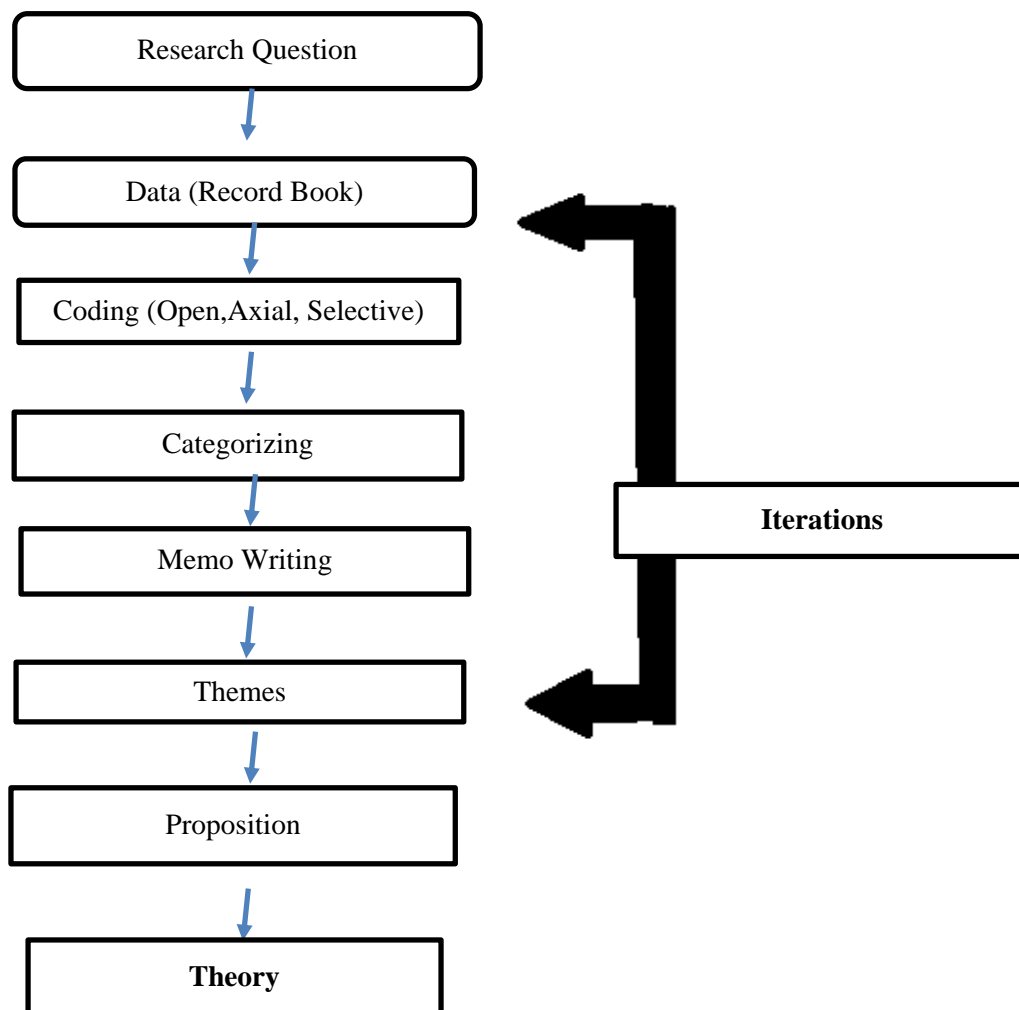 Research Question
Data (Record Book)
Coding (Open,Axial, Selective)
Categorizing
Iterations
Memo Writing
Themes
Proposition
Theory